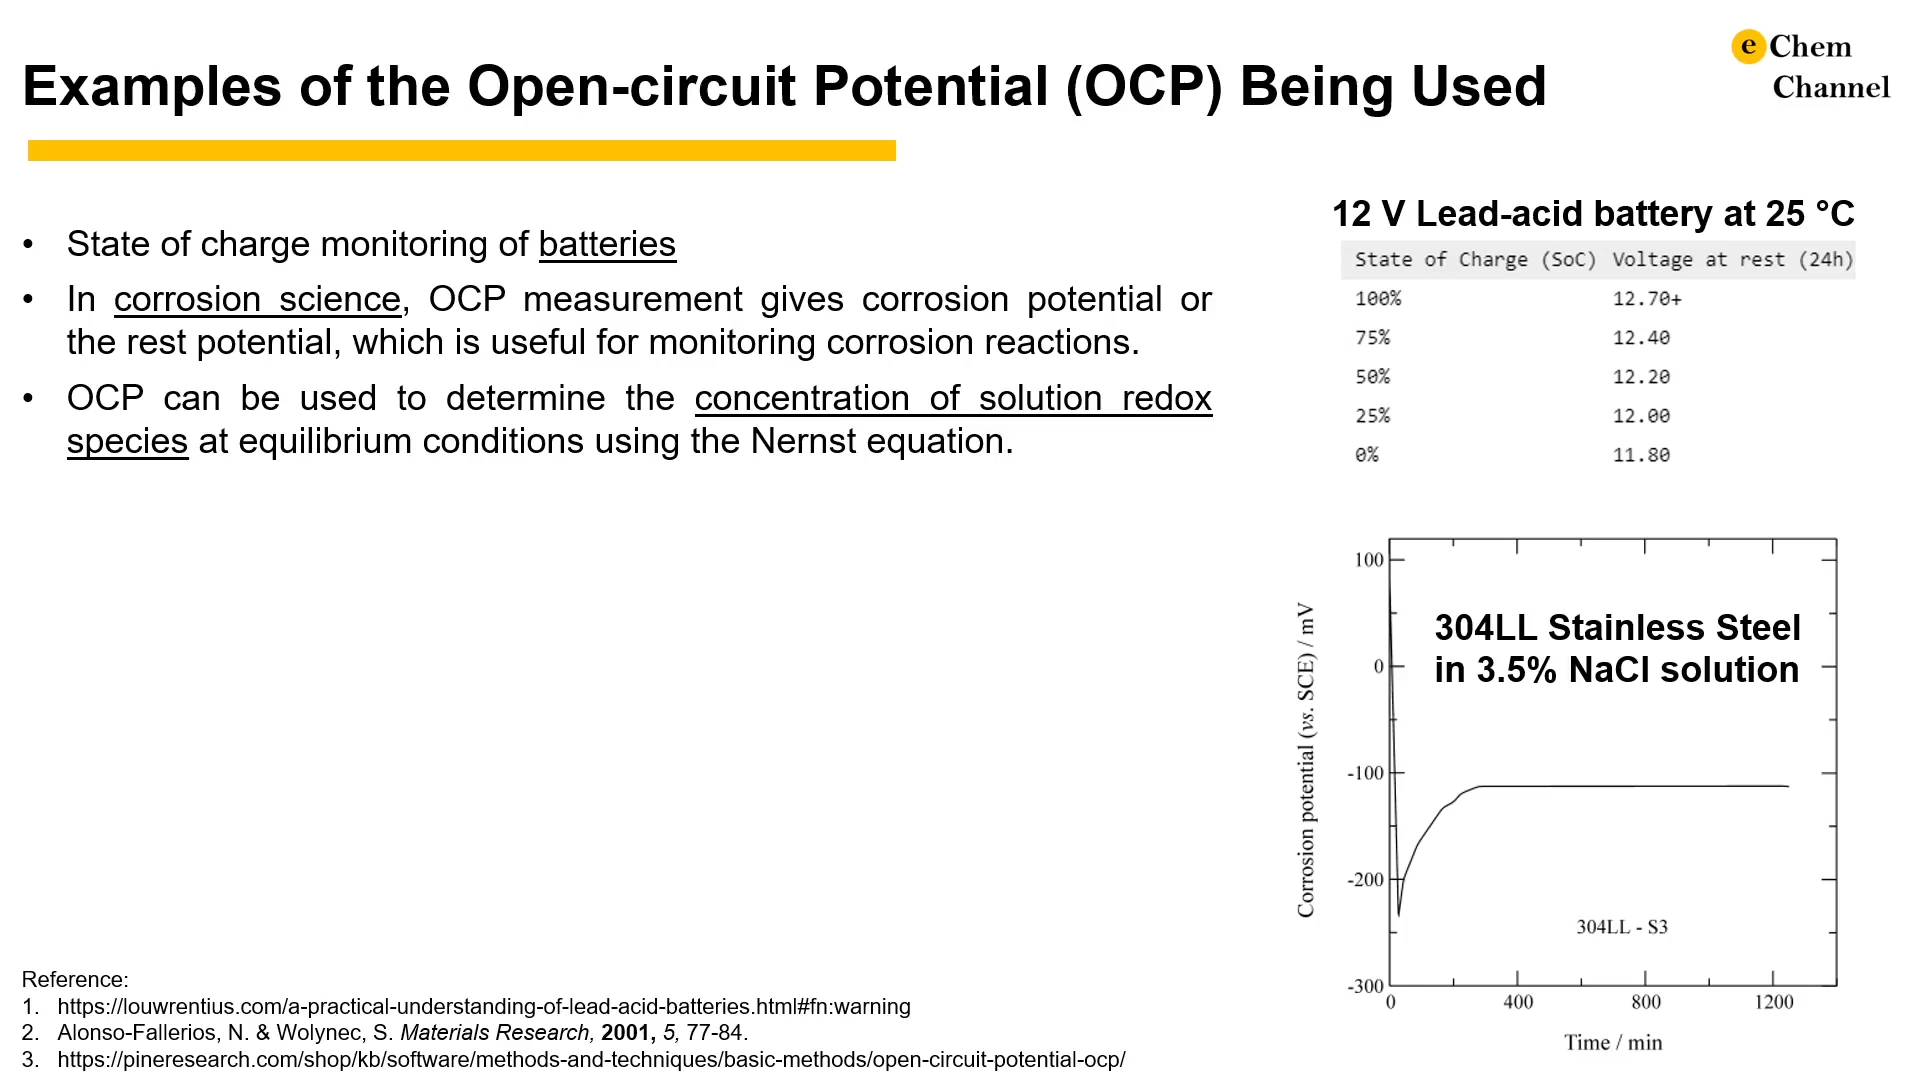 Examples of the Open-circuit Potential (OCP) Being Used
e Chem
Channel
• State of charge monitoring of batteries
• In corrosion science, OCP measurement gives corrosion potential or
the rest potential, which is useful for monitoring corrosion reactions.
• OCP can be used to determine the concentration of solution redox
species at equilibrium conditions using the Nernst equation.
12 V Lead-acid battery at 25 °C
State of Charge (SoC) Voltage at rest (24h)
100% 12.70+
75% 12.40
50% 12.20
25% 12.00
0% 11.80
Corrosion potential (vs. SCE) / mV
100
0
-100
-200
-300
304LL Stainless Steel
in 3.5% NaCl solution
304LL - S3
0 400 800 1200
Time / min
Reference:
1. https://louwrentius.com/a-practical-understanding-of-lead-acid-batteries.html#fn:warning
2. Alonso-Fallerios, N. & Wolynec, S. Materials Research, 2001, 5, 77-84.
3. https://pineresearch.com/shop/kb/software/methods-and-techniques/basic-methods/open-circuit-potential-ocp/